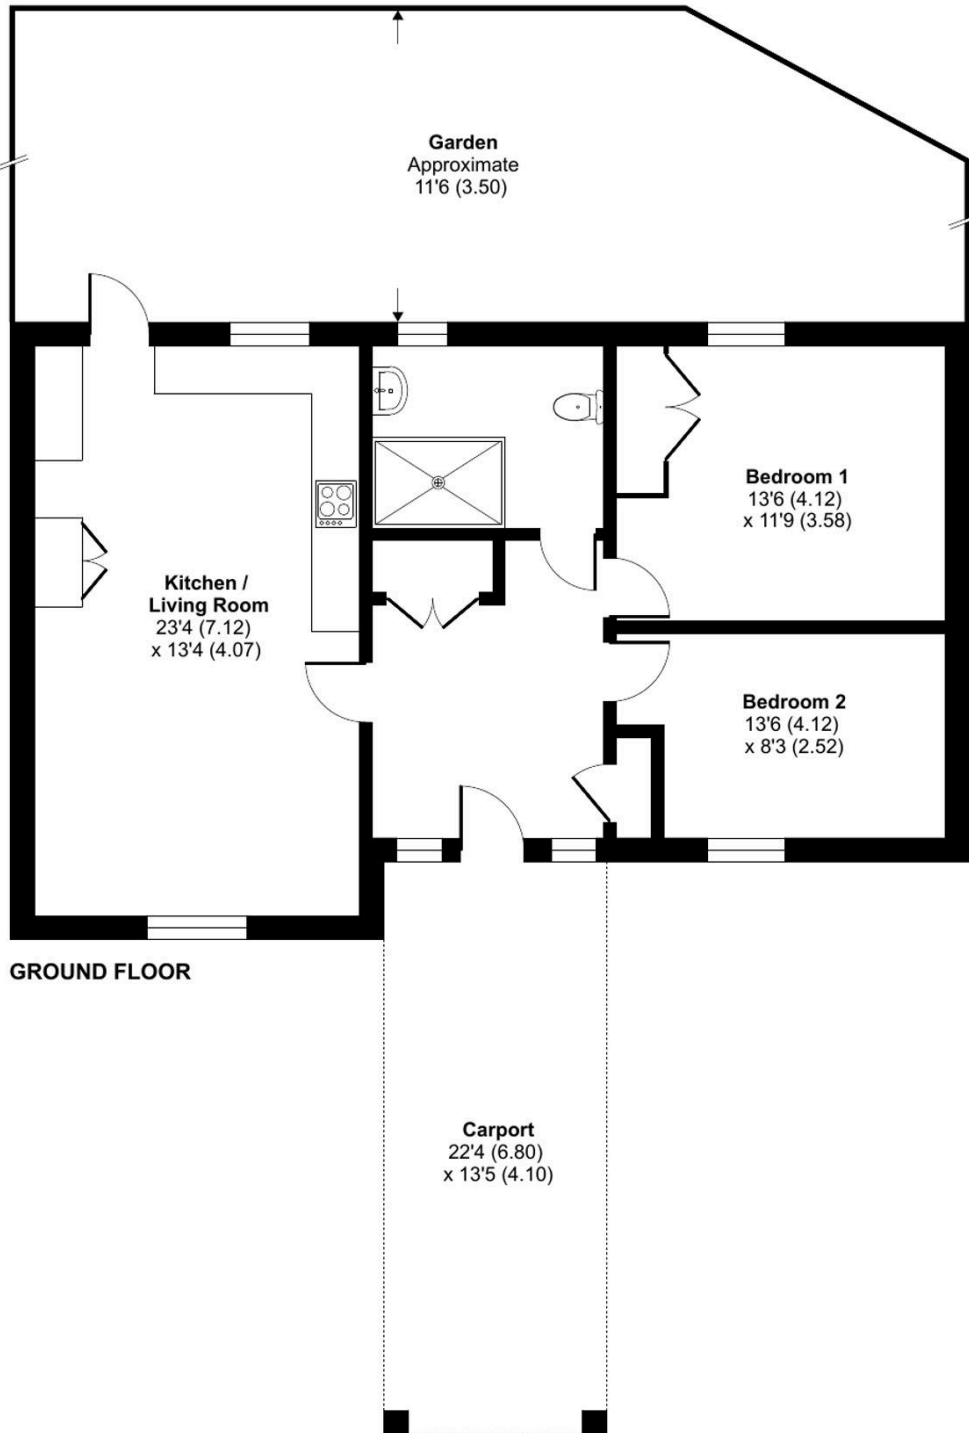 Garden
Approximate
11'6 (3.50)
Bedroom 1
13'6 (4.12)
x 11'9 (3.58)
Kitchen /
Living Room
23'4 (7.12)
x 13'4 (4.07)
Bedroom 2
13'6 (4.12)
x 8'3 (2.52)
GROUND FLOOR
Carport
22'4 (6.80)
x 13'5 (4.10)